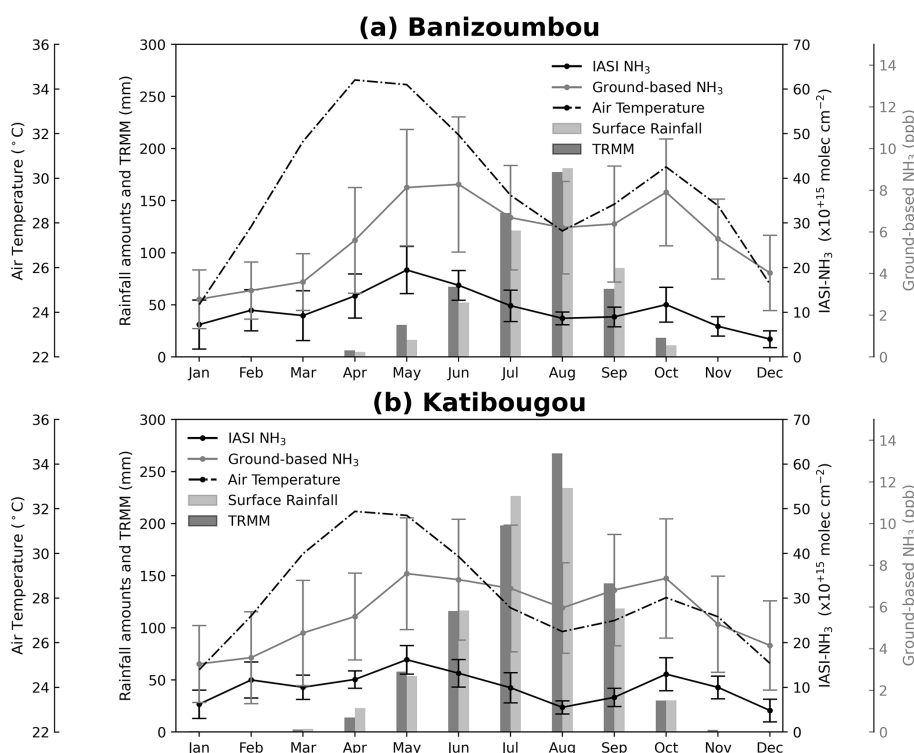 (a) Banizoumbou
36
34
32
30
28
26
24
22
Air Temperature (°C)
300
250
200
150
100
50
0
Rainfall amounts and TRMM (mm)
IASI NH₃
Ground-based NH₃
Air Temperature
Surface Rainfall
TRMM
70
60
50
40
30
20
10
0
IASI-NH₃ (x10⁺¹⁵ molec cm⁻²)
14
12
10
8
6
4
2
0
Ground-based NH₃ (ppb)
Jan Feb Mar Apr May Jun Jul Aug Sep Oct Nov Dec
(b) Katibougou
36
34
32
30
28
26
24
22
Air Temperature (°C)
300
250
200
150
100
50
0
Rainfall amounts and TRMM (mm)
IASI NH₃
Ground-based NH₃
Air Temperature
Surface Rainfall
TRMM
70
60
50
40
30
20
10
0
IASI-NH₃ (x10⁺¹⁵ molec cm⁻²)
14
12
10
8
6
4
2
0
Ground-based NH₃ (ppb)
Jan Feb Mar Apr May Jun Jul Aug Sep Oct Nov Dec